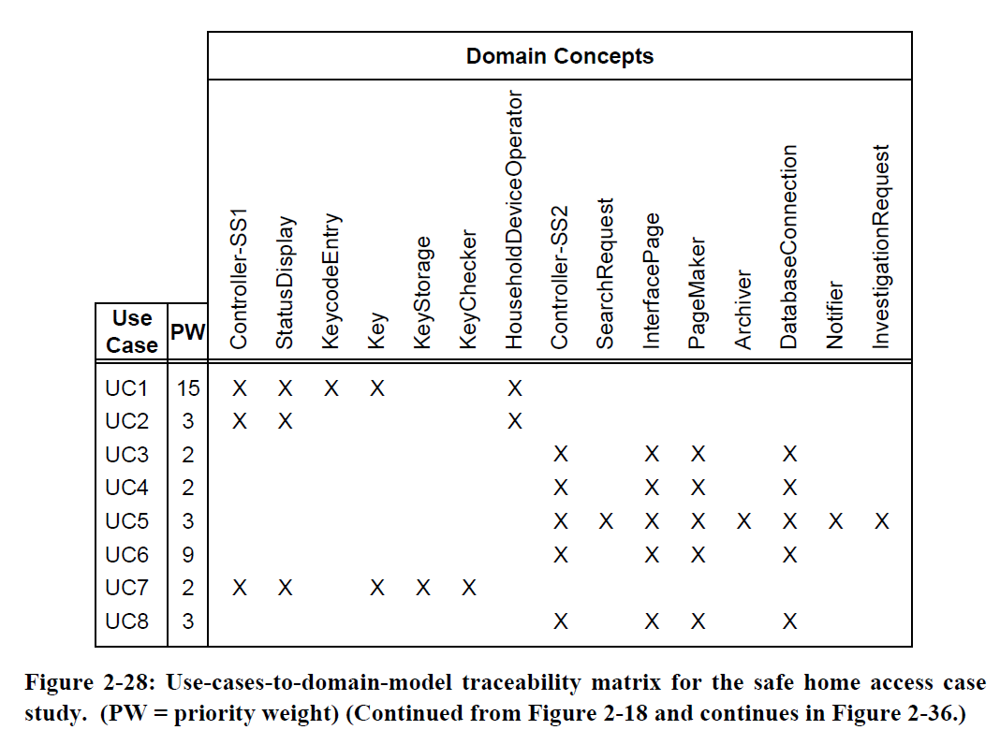 Domain Concepts
Controller-SS1
StatusDisplay
KeycodeEntry
Key
KeyStorage
KeyChecker
HouseholdDeviceOperator
Controller-SS2
SearchRequest
InterfacePage
PageMaker
Archiver
DatabaseConnection
Notifier
InvestigationRequest
Use
Case
PW
UC1 15 X X X X X
UC2 3 X X X
UC3 2 X X X X
UC4 2 X X X X
UC5 3 X X X X X X X X
UC6 9 X X X X
UC7 2 X X X X X
UC8 3 X X X X
Figure 2-28: Use-cases-to-domain-model traceability matrix for the safe home access case
study. (PW = priority weight) (Continued from Figure 2-18 and continues in Figure 2-36.)